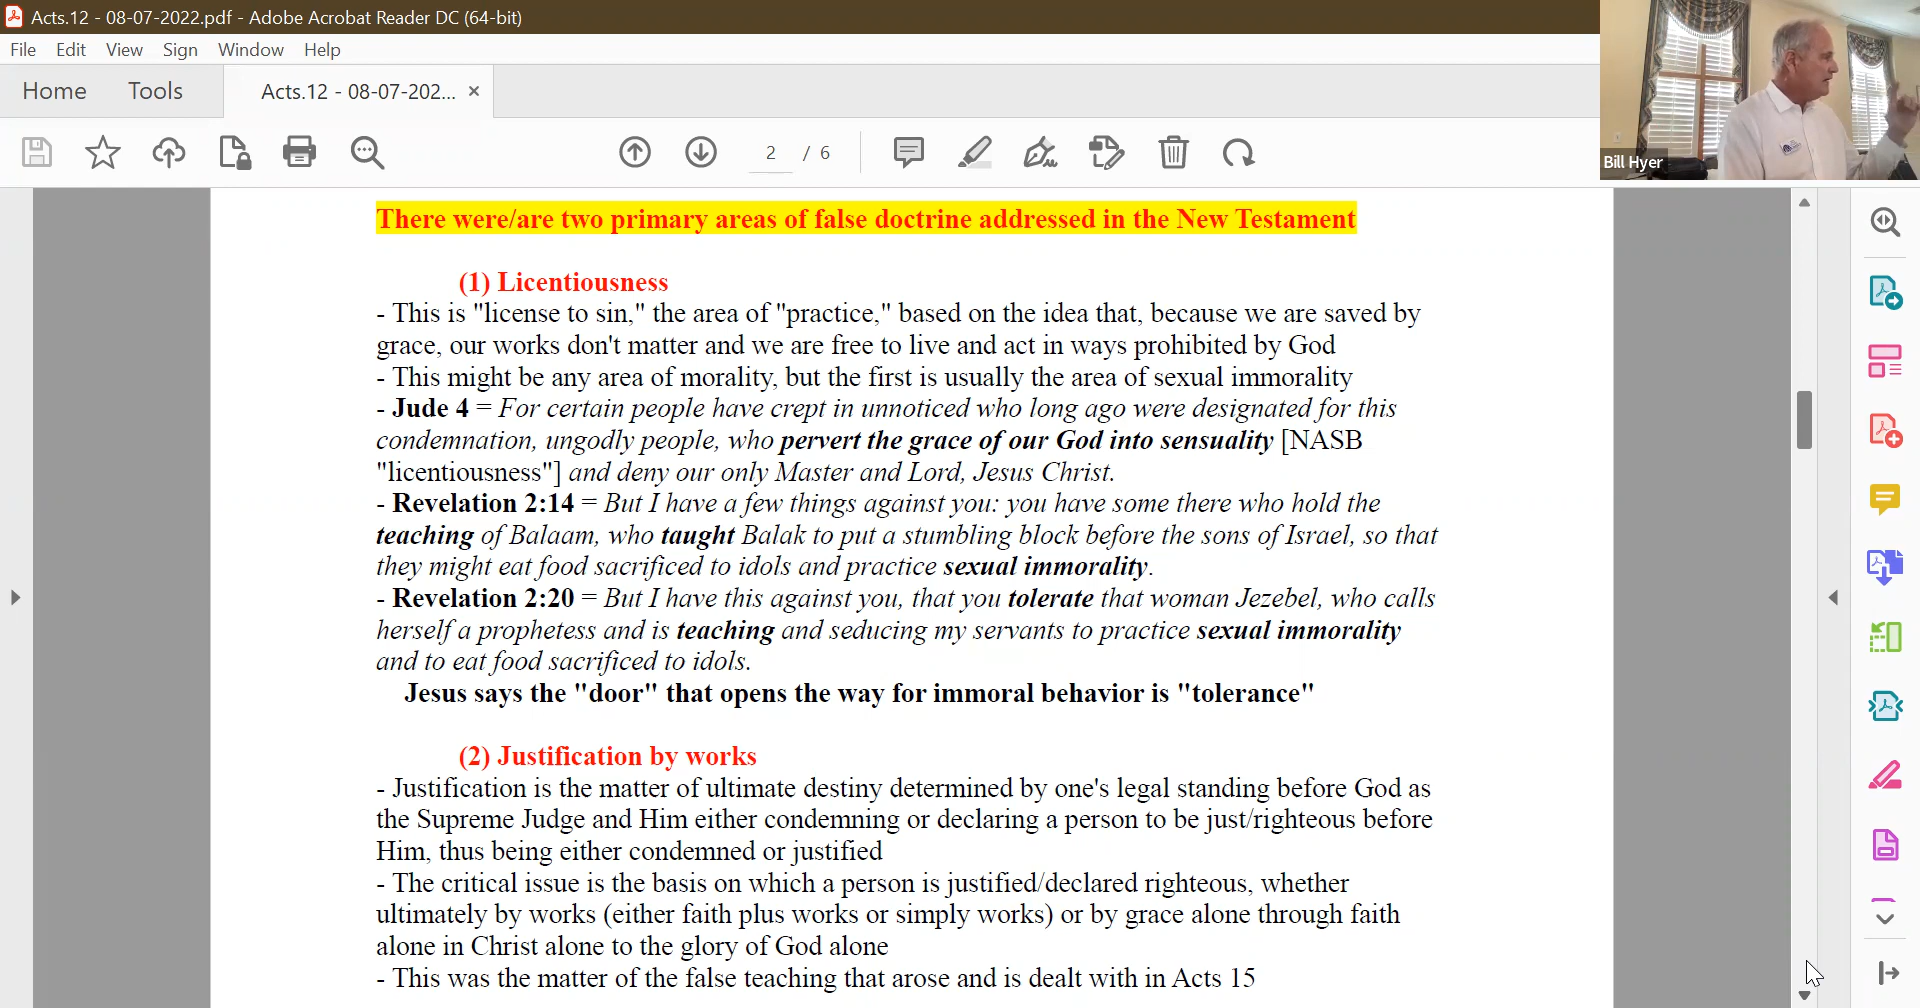 Acts.12 - 08-07-2022.pdf - Adobe Acrobat Reader DC (64-bit)
File Edit View Sign Window Help
Home Tools Acts.12 - 08-07-202... ×
2 / 6
Bill Hyer
There were/are two primary areas of false doctrine addressed in the New Testament
(1) Licentiousness
- This is "license to sin," the area of "practice," based on the idea that, because we are saved by
grace, our works don't matter and we are free to live and act in ways prohibited by God
- This might be any area of morality, but the first is usually the area of sexual immorality
- Jude 4 = For certain people have crept in unnoticed who long ago were designated for this
condemnation, ungodly people, who pervert the grace of our God into sensuality [NASB
"licentiousness"] and deny our only Master and Lord, Jesus Christ.
- Revelation 2:14 = But I have a few things against you: you have some there who hold the
teaching of Balaam, who taught Balak to put a stumbling block before the sons of Israel, so that
they might eat food sacrificed to idols and practice sexual immorality.
- Revelation 2:20 = But I have this against you, that you tolerate that woman Jezebel, who calls
herself a prophetess and is teaching and seducing my servants to practice sexual immorality
and to eat food sacrificed to idols.
Jesus says the "door" that opens the way for immoral behavior is "tolerance"
(2) Justification by works
- Justification is the matter of ultimate destiny determined by one's legal standing before God as
the Supreme Judge and Him either condemning or declaring a person to be just/righteous before
Him, thus being either condemned or justified
- The critical issue is the basis on which a person is justified/declared righteous, whether
ultimately by works (either faith plus works or simply works) or by grace alone through faith
alone in Christ alone to the glory of God alone
- This was the matter of the false teaching that arose and is dealt with in Acts 15